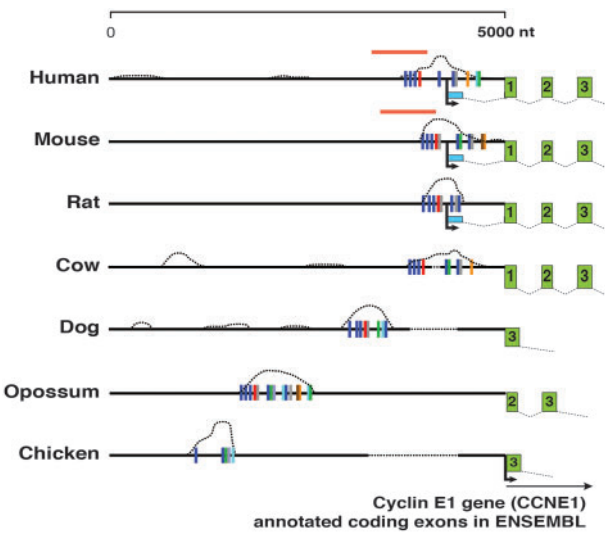 0 5000 nt
Human 1 2 3
Mouse 1 2 3
Rat 1 2 3
Cow 1 2 3
Dog 3
Opossum 2 3
Chicken 3
Cyclin E1 gene (CCNE1)
annotated coding exons in ENSEMBL